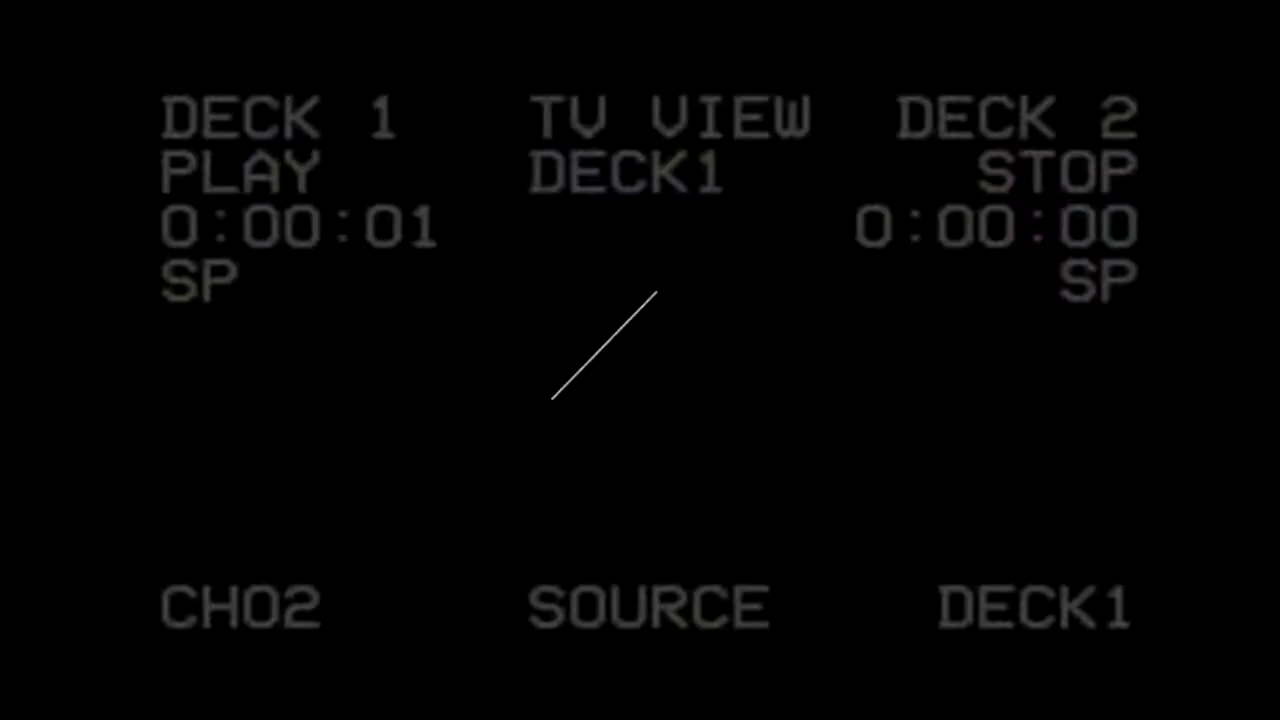 DECK 1 TV VIEW DECK 2
PLAY DECK1 STOP
0:00:01 0:00:00
SP SP
CH02 SOURCE DECK1